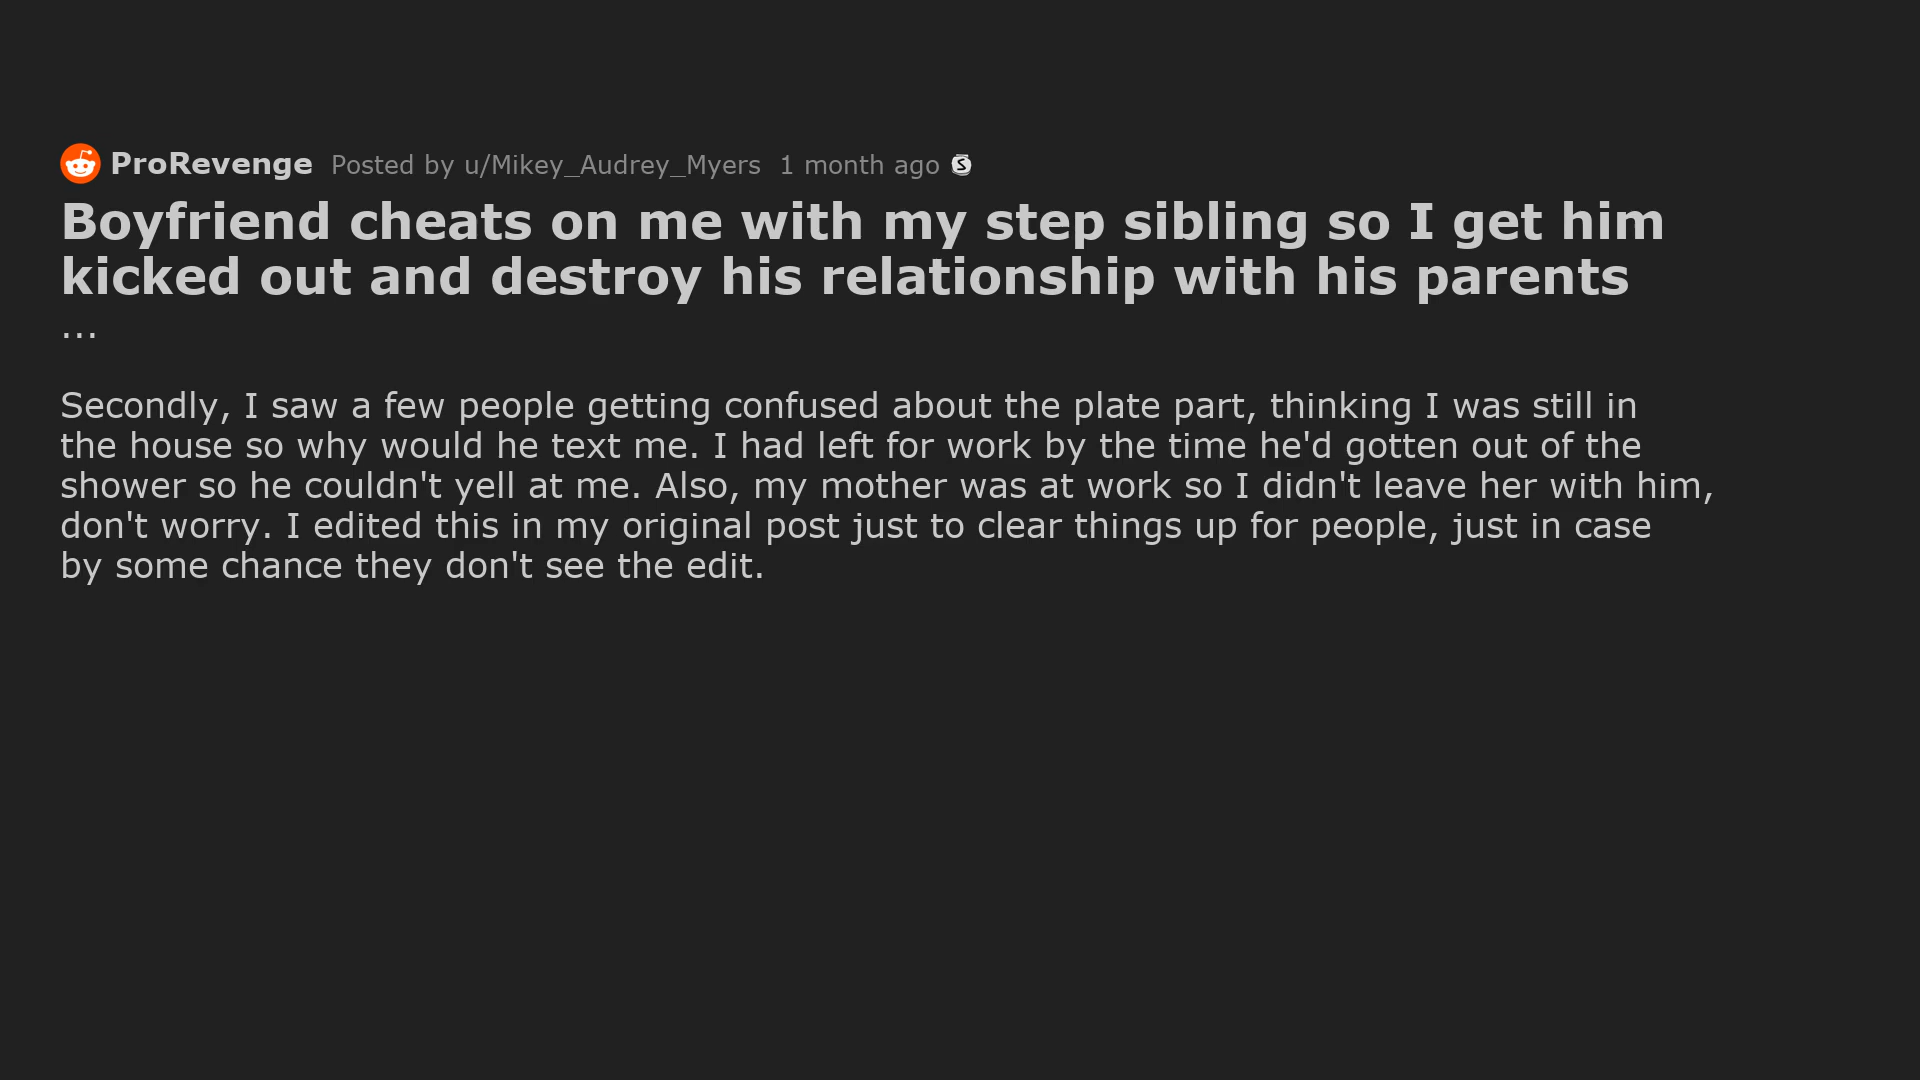 ProRevenge Posted by u/Mikey_Audrey_Myers 1 month ago
Boyfriend cheats on me with my step sibling so I get him
kicked out and destroy his relationship with his parents
...
Secondly, I saw a few people getting confused about the plate part, thinking I was still in
the house so why would he text me. I had left for work by the time he'd gotten out of the
shower so he couldn't yell at me. Also, my mother was at work so I didn't leave her with him,
don't worry. I edited this in my original post just to clear things up for people, just in case
by some chance they don't see the edit.